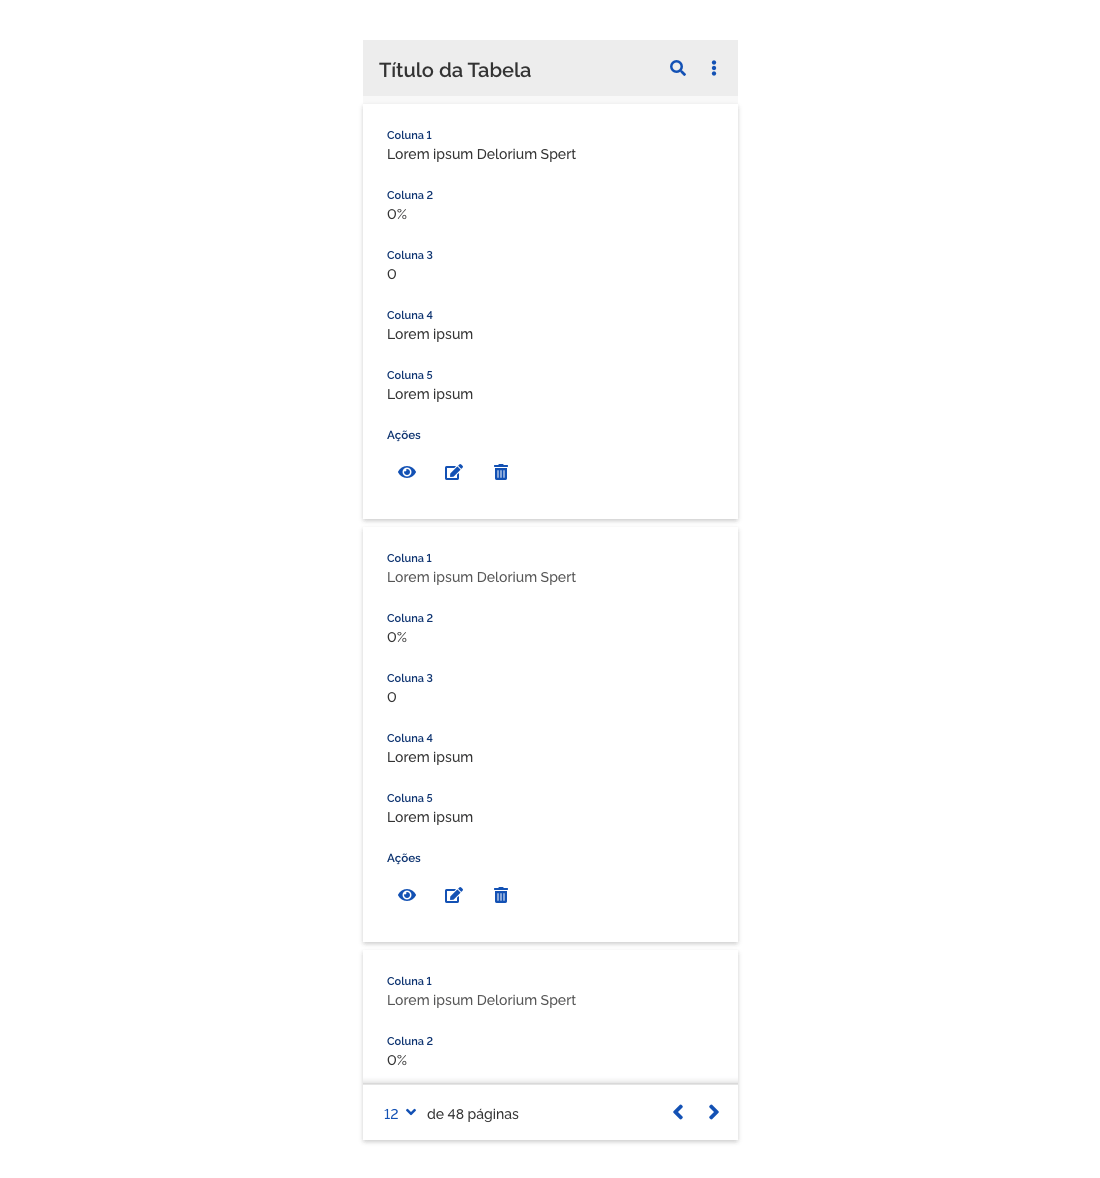 Título da Tabela
Coluna 1
Lorem ipsum Delorium Spert
Coluna 2
0%
Coluna 3
0
Coluna 4
Lorem ipsum
Coluna 5
Lorem ipsum
Ações
Coluna 1
Lorem ipsum Delorium Spert
Coluna 2
0%
Coluna 3
0
Coluna 4
Lorem ipsum
Coluna 5
Lorem ipsum
Ações
Coluna 1
Lorem ipsum Delorium Spert
Coluna 2
0%
12 de 48 páginas